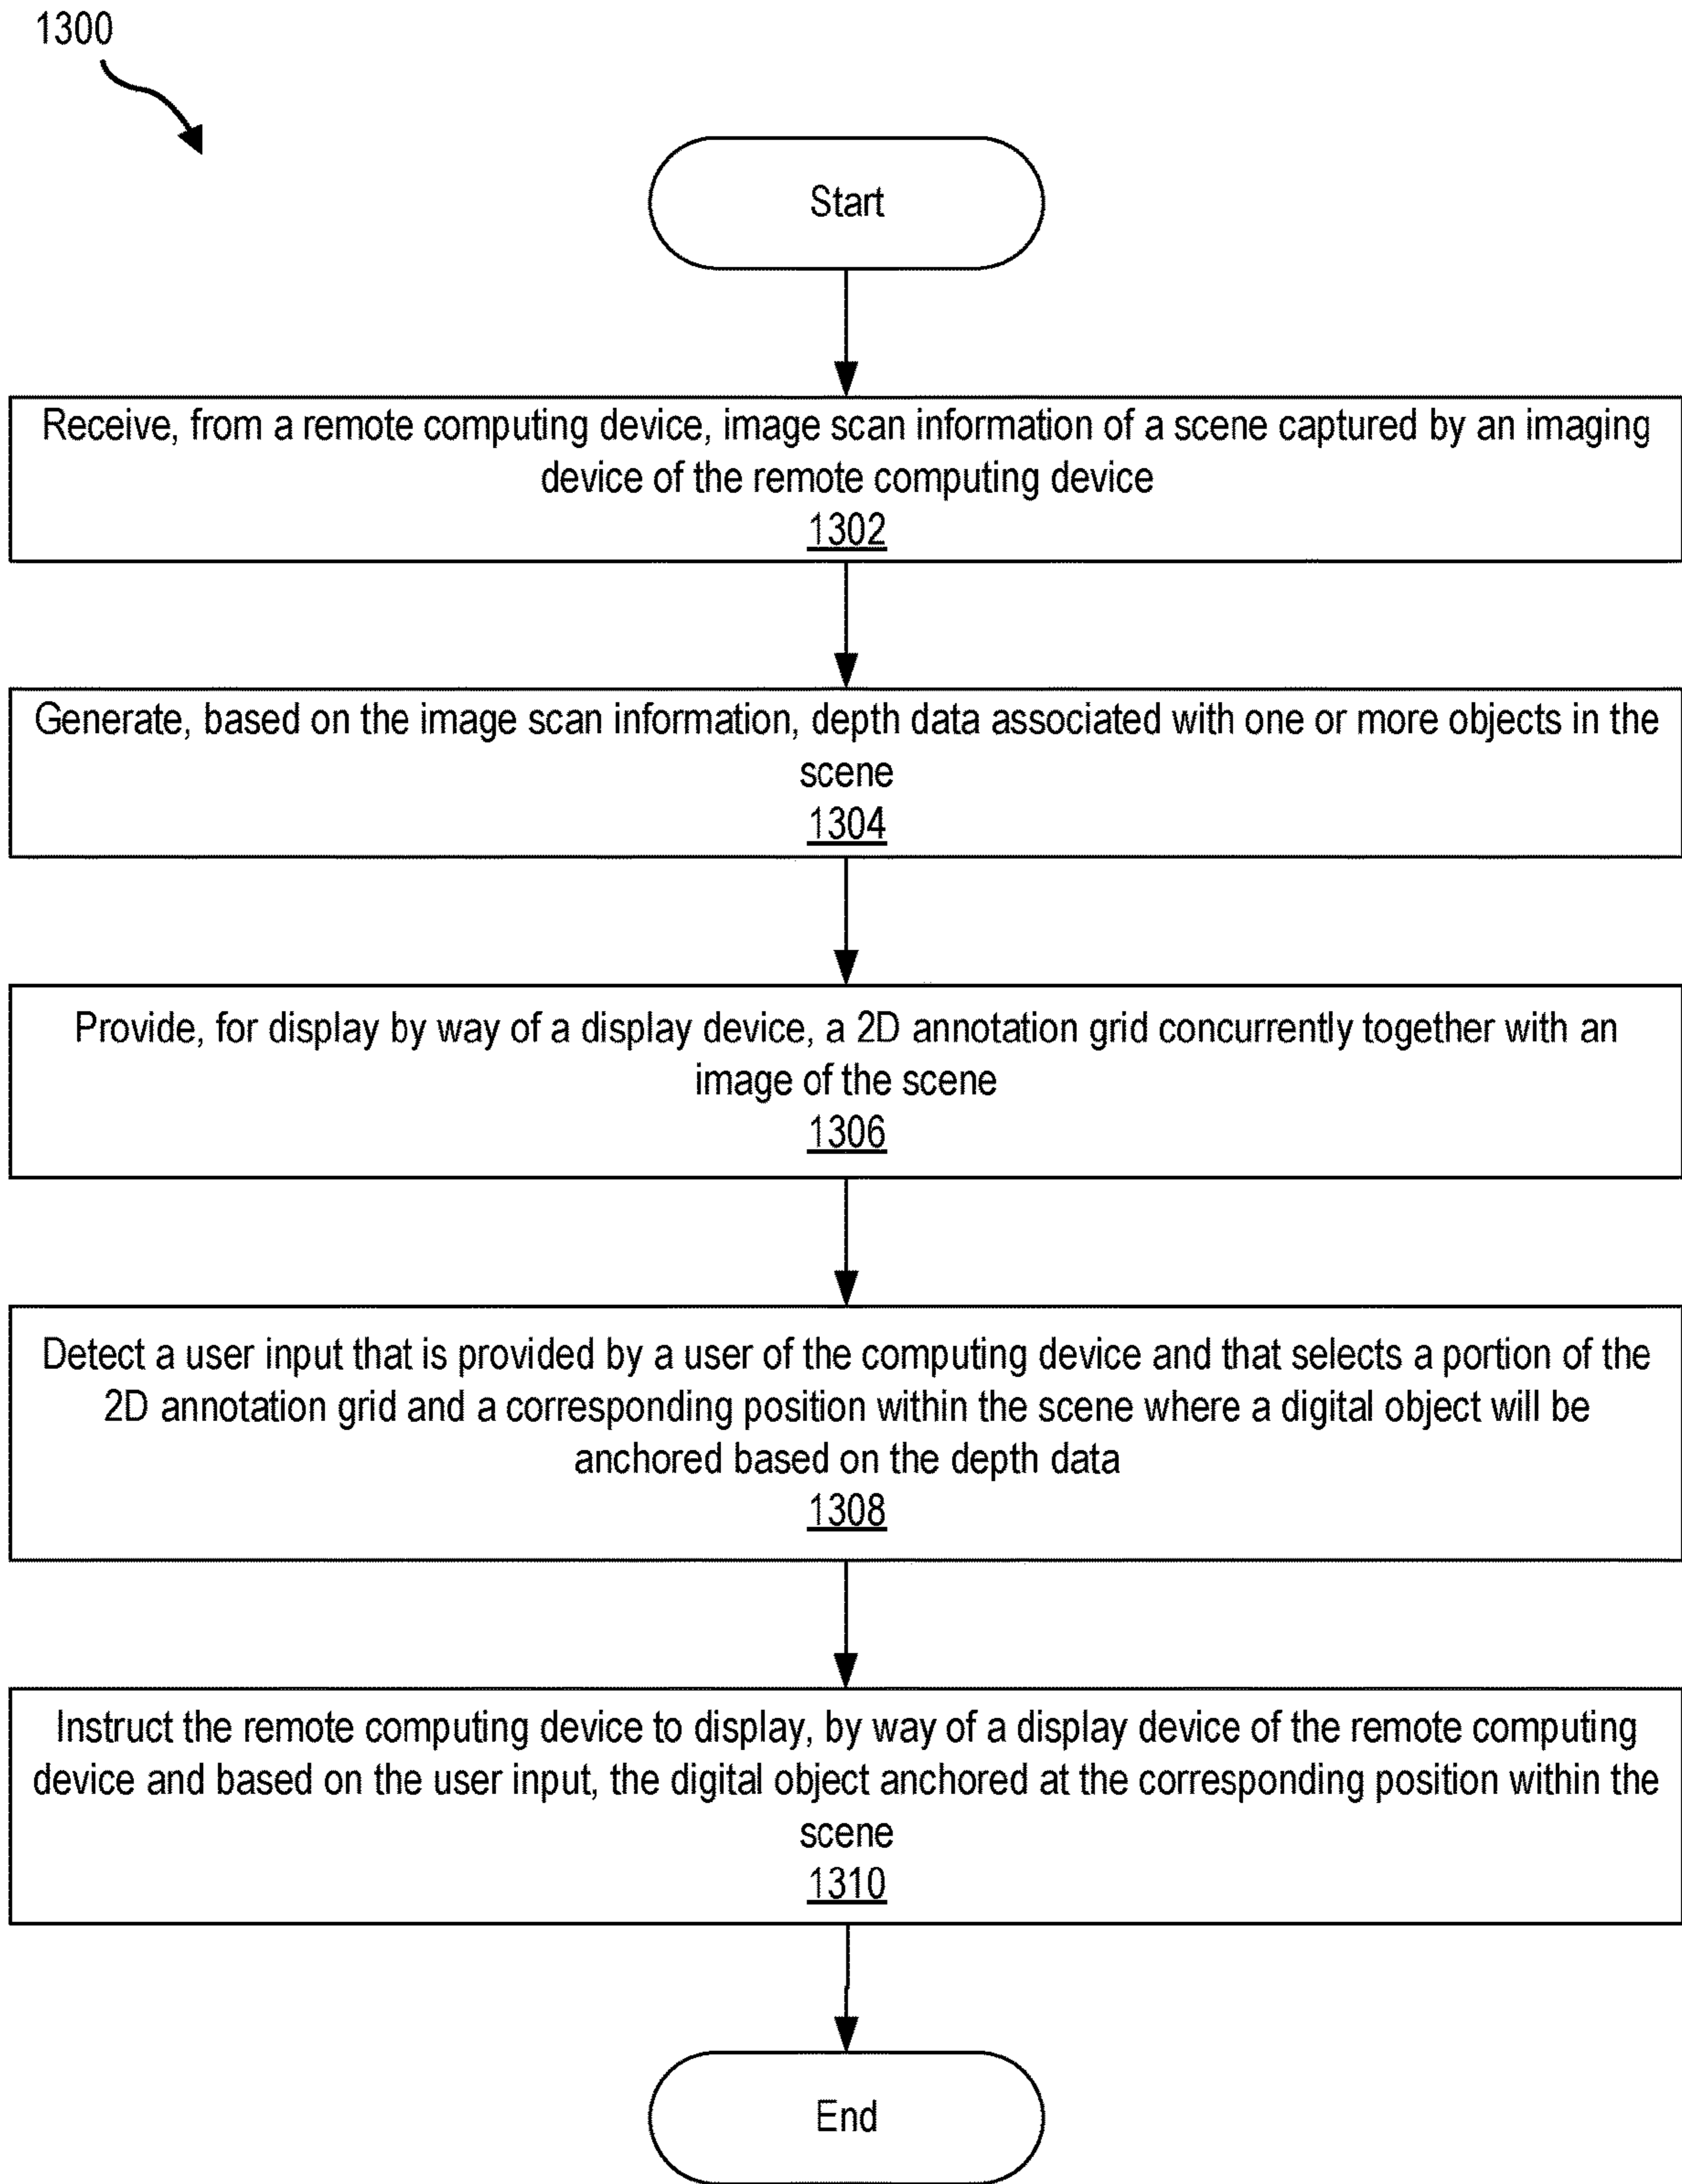 1300
Start
Receive, from a remote computing device, image scan information of a scene captured by an imaging
device of the remote computing device
1302
Generate, based on the image scan information, depth data associated with one or more objects in the
scene
1304
Provide, for display by way of a display device, a 2D annotation grid concurrently together with an
image of the scene
1306
Detect a user input that is provided by a user of the computing device and that selects a portion of the
2D annotation grid and a corresponding position within the scene where a digital object will be
anchored based on the depth data
1308
Instruct the remote computing device to display, by way of a display device of the remote computing
device and based on the user input, the digital object anchored at the corresponding position within the
scene
1310
End